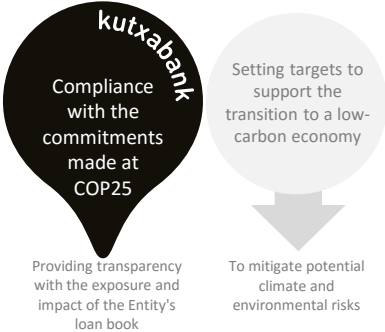 kutxabank
Compliance
with the
commitments
made at
COP25
Setting targets to
support the
transition to a low-
carbon economy
Providing transparency
with the exposure and
impact of the Entity's
loan book
To mitigate potential
climate and
environmental risks